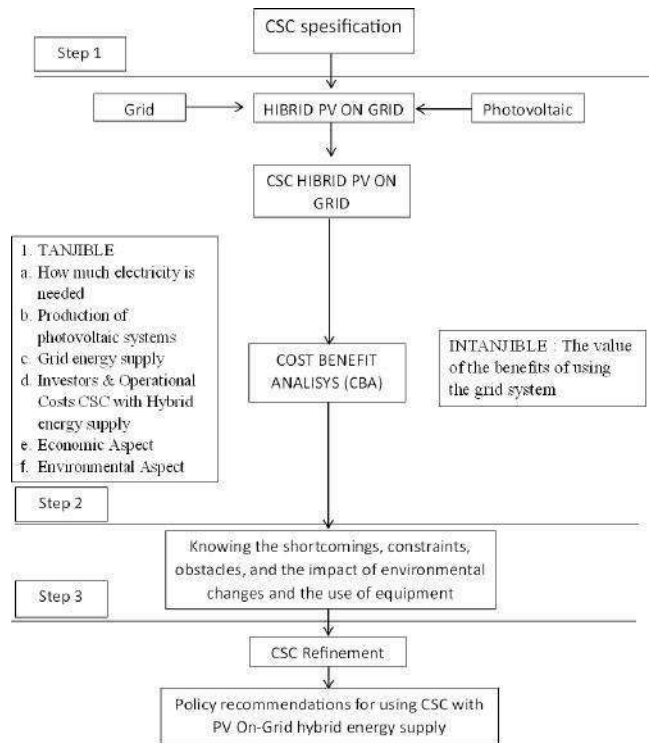 CSC spesification
Step 1
Grid
HIBRID PV ON GRID
Photovoltaic
CSC HIBRID PV ON
GRID
1. TANJIBLE
a. How much electricity is
needed
b. Production of
photovoltaic systems
c. Grid energy supply
d. Investors & Operational
Costs CSC with Hybrid
energy supply
e. Economic Aspect
f. Environmental Aspect
COST BENEFIT
ANALISYS (CBA)
INTANJIBLE : The value
of the benefits of using
the grid system
Step 2
Knowing the shortcomings, constraints,
obstacles, and the impact of environmental
changes and the use of equipment
Step 3
CSC Refinement
Policy recommendations for using CSC with
PV On-Grid hybrid energy supply